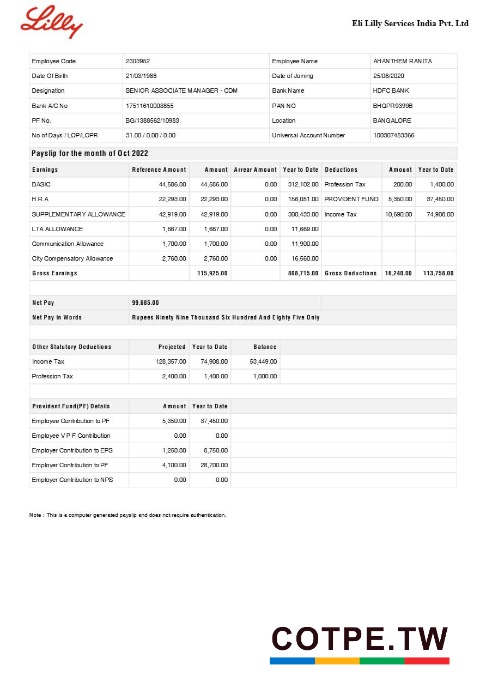 Lilly
Eli Lilly Services India Pvt. Ltd
Employee Code 2303962 Employee Name AHANTHEM RANITA
Date Of Birth 21/03/1986 Date of Joining 25/06/2020
Designation SENIOR ASSOCIATE MANAGER - CDM Bank Name HDFC BANK
Bank A/C No 17511610003855 PAN NO BHQPR9399B
PF No. BG/1388562/10983 Location BANGALORE
No of Days / LOP/LOPR 31.00 / 0.00 / 0.00 Universal Account Number 100007453366
Payslip for the month of Oct 2022
Earnings Reference Amount Amount Arrear Amount Year to Date Deductions Amount Year to Date
BASIC 44,586.00 44,586.00 0.00 312,102.00 Profession Tax 200.00 1,400.00
H.R.A 22,293.00 22,293.00 0.00 156,051.00 PROVIDENT FUND 5,350.00 37,450.00
SUPPLEMENTARY ALLOWANCE 42,919.00 42,919.00 0.00 300,433.00 Income Tax 10,690.00 74,908.00
LTA ALLOWANCE 1,667.00 1,667.00 0.00 11,669.00
Communication Allowance 1,700.00 1,700.00 0.00 11,900.00
City Compensatory Allowance 2,760.00 2,760.00 0.00 16,560.00
Gross Earnings 115,925.00 808,715.00 Gross Deductions 16,240.00 113,758.00
Net Pay 99,685.00
Net Pay In Words Rupees Ninety Nine Thousand Six Hundred And Eighty Five Only
Other Statutory Deductions Projected Year to Date Balance
Income Tax 128,357.00 74,908.00 53,449.00
Profession Tax 2,400.00 1,400.00 1,000.00
Provident Fund(PF) Details Amount Year to Date
Employee Contribution to PF 5,350.00 37,450.00
Employee V P F Contribution 0.00 0.00
Employer Contribution to EPS 1,250.00 8,750.00
Employer Contribution to PF 4,100.00 28,700.00
Employer Contribution to NPS 0.00 0.00
Note : This is a computer generated payslip and does not require authentication.
COTPE.TW